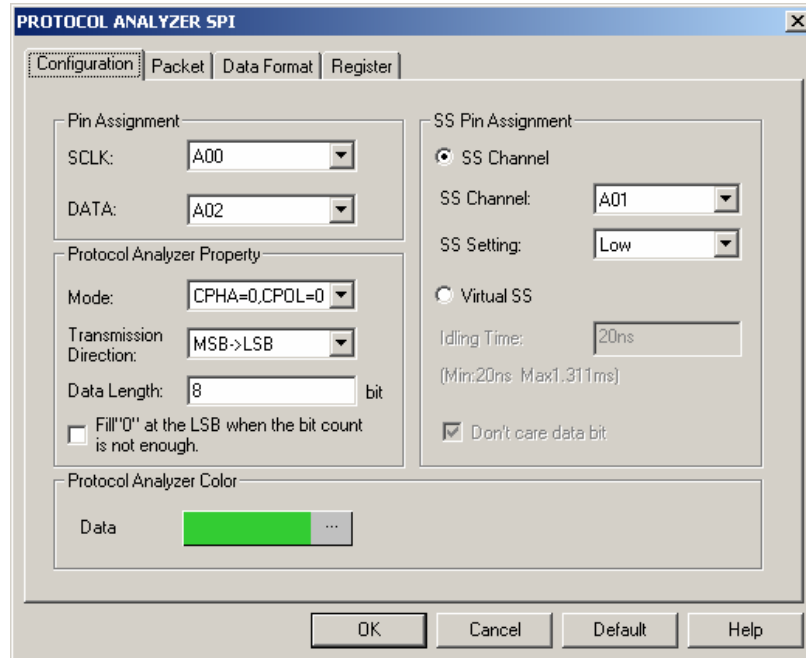 PROTOCOL ANALYZER SPI
Configuration Packet Data Format Register
Pin Assignment
SCLK: A00
DATA: A02
Protocol Analyzer Property
Mode: CPHA=0,CPOL=0
Transmission
Direction: MSB->LSB
Data Length: 8 bit
Fill"0" at the LSB when the bit count
is not enough.
SS Pin Assignment
SS Channel
SS Channel: A01
SS Setting: Low
Virtual SS
Idling Time: 20ns
(Min:20ns Max1.311ms)
Don't care data bit
Protocol Analyzer Color
Data ...
OK Cancel Default Help